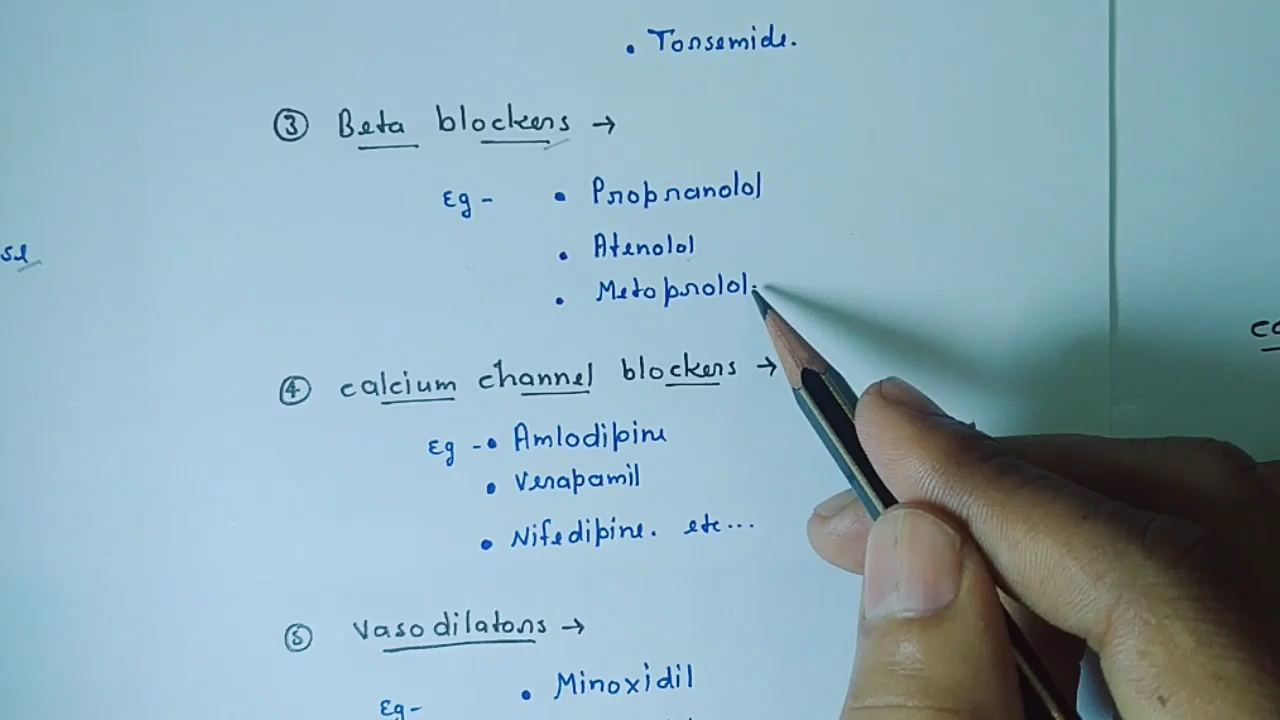 • Torsemide.
③ Beta blockers →
Eg - • Propranolol
se
• Atenolol
• Metoprolol.
④ calcium channel blockers →
Eg - • Amlodipine
• Verapamil
• Nifedipine. etc...
⑤ Vasodilators →
Eg - • Minoxidil